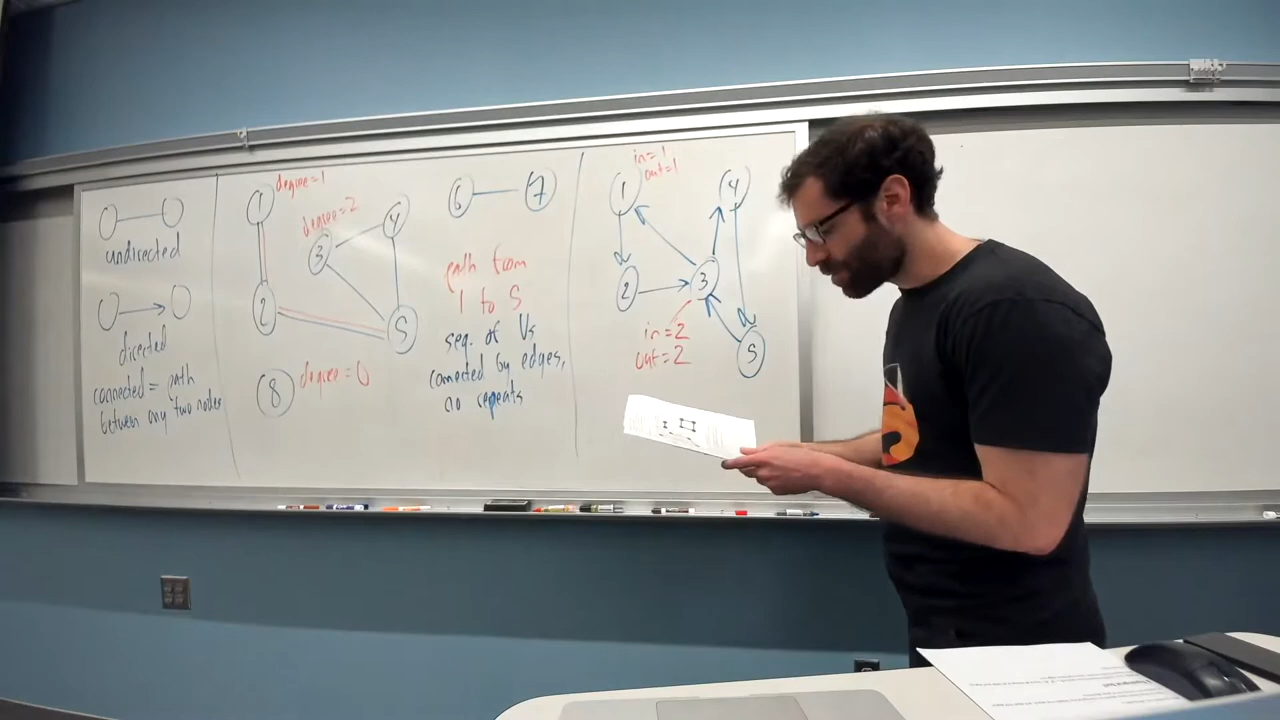 undirected
directed
connected = path
between any two nodes
1
degree=1
degree=2
3
4
2
5
8
degree=0
6
7
path from
1 to 5
seq. of Vs
connected by edges,
no repeats
in=1
out=1
1
4
2
3
in=2
out=2
5